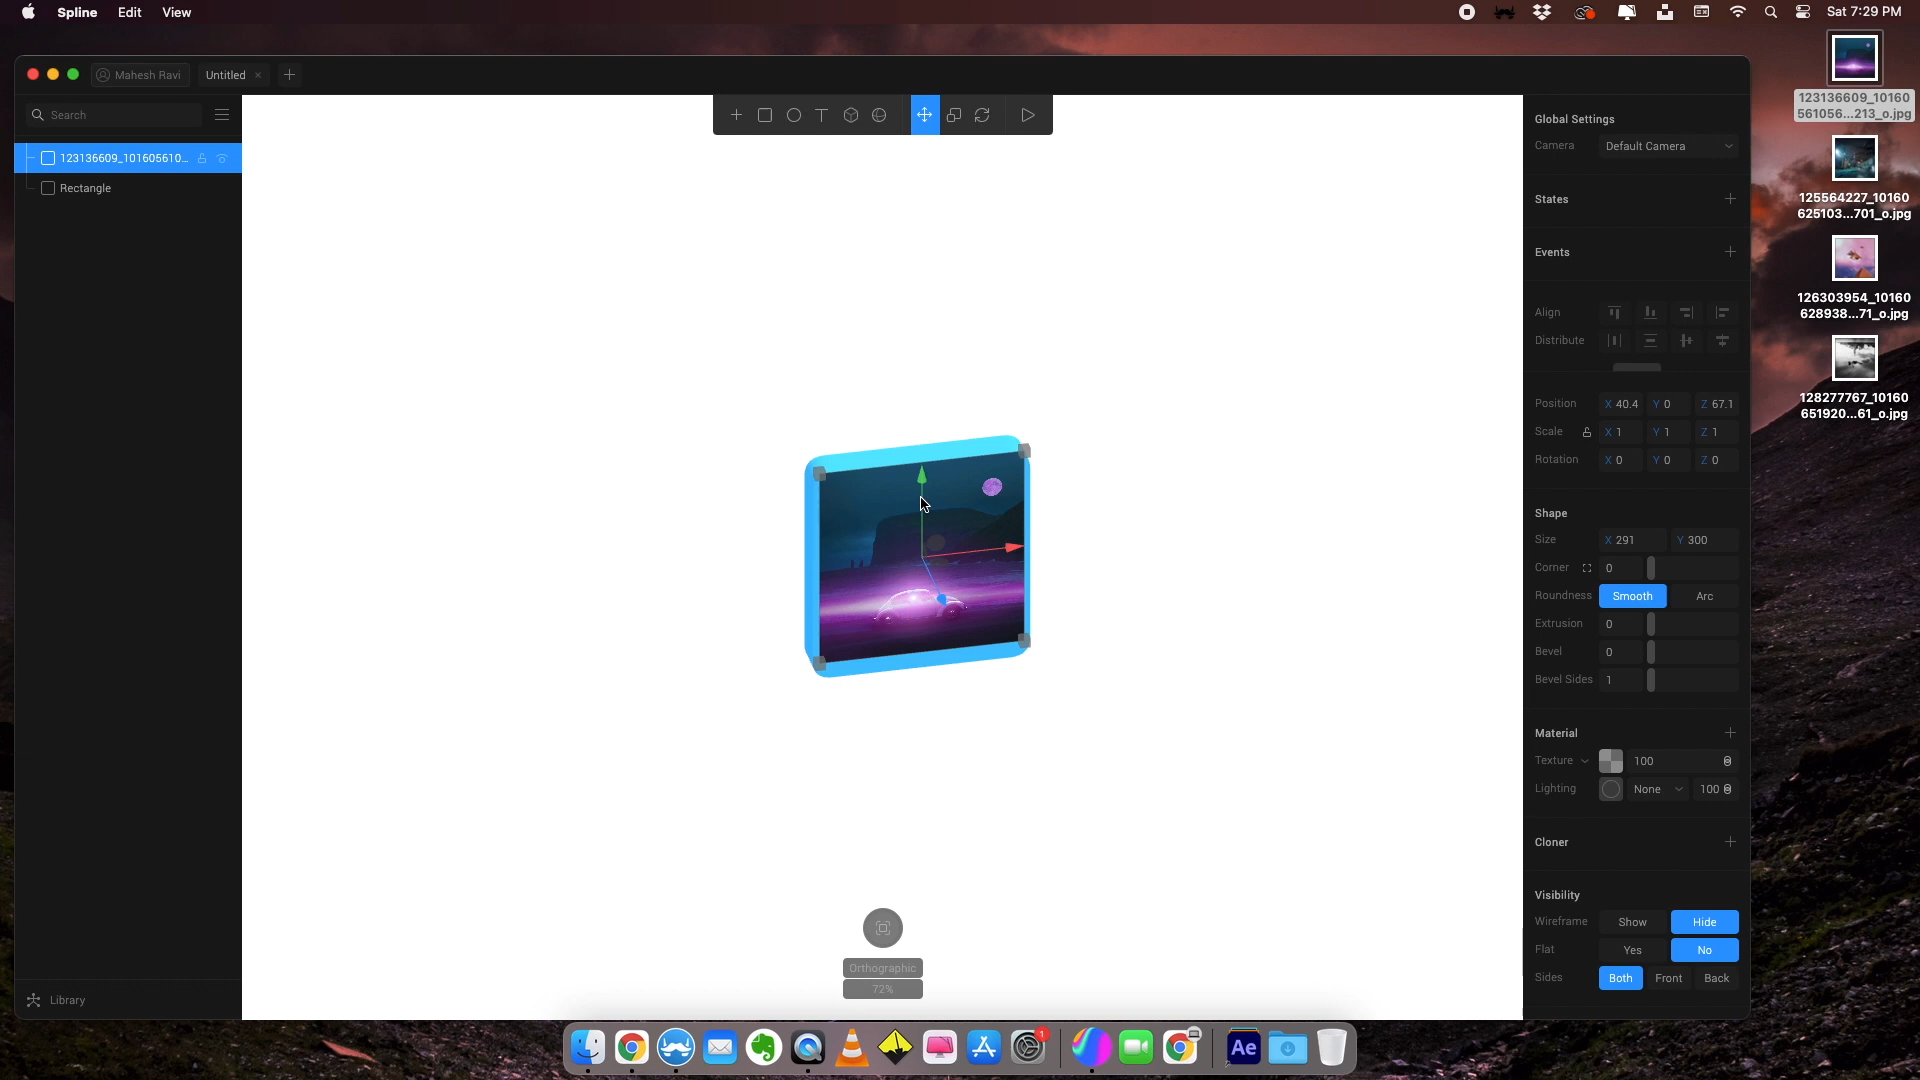 Spline Edit View Sat 7:29 PM
Mahesh Ravi Untitled
Search
123136609_101605610...
Rectangle
Library
Orthographic
72%
Global Settings
Camera Default Camera
States
Events
Align
Distribute
Position X 40.4 Y 0 Z 67.1
Scale X 1 Y 1 Z 1
Rotation X 0 Y 0 Z 0
Shape
Size X 291 Y 300
Corner 0
Roundness Smooth Arc
Extrusion 0
Bevel 0
Bevel Sides 1
Material
Texture 100
Lighting None 100
Cloner
Visibility
Wireframe Show Hide
Flat Yes No
Sides Both Front Back
123136609_10160
561056...213_o.jpg
125564227_10160
625103...701_o.jpg
126303954_10160
628938...71_o.jpg
128277767_10160
651920...61_o.jpg
1
Ae